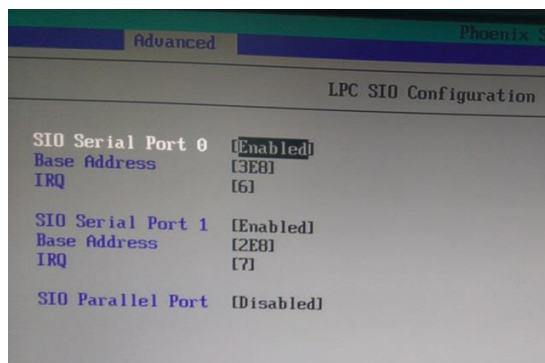 Phoenix S
Advanced
LPC SIO Configuration
SIO Serial Port 0 [Enabled]
Base Address [3E8]
IRQ [6]
SIO Serial Port 1 [Enabled]
Base Address [2E8]
IRQ [7]
SIO Parallel Port [Disabled]